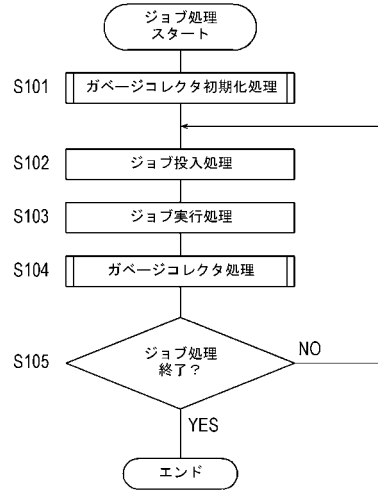 ジョブ処理
スタート
S101
ガベージコレクタ初期化処理
S102
ジョブ投入処理
S103
ジョブ実行処理
S104
ガベージコレクタ処理
S105
ジョブ処理
終了?
NO
YES
エンド